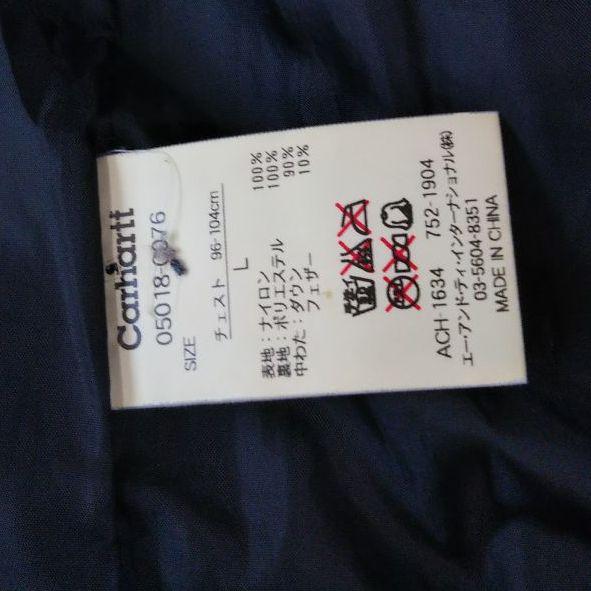 Carhartt
05018-0076
SIZE
チェスト 96-104cm
L
表地：ナイロン 100%
裏地：ポリエステル 100%
中わた：ダウン 90%
フェザー 10%
ACH-1634 752-1904
エー・アンド・ティ・インターナショナル(株)
03-5604-8351
MADE IN CHINA